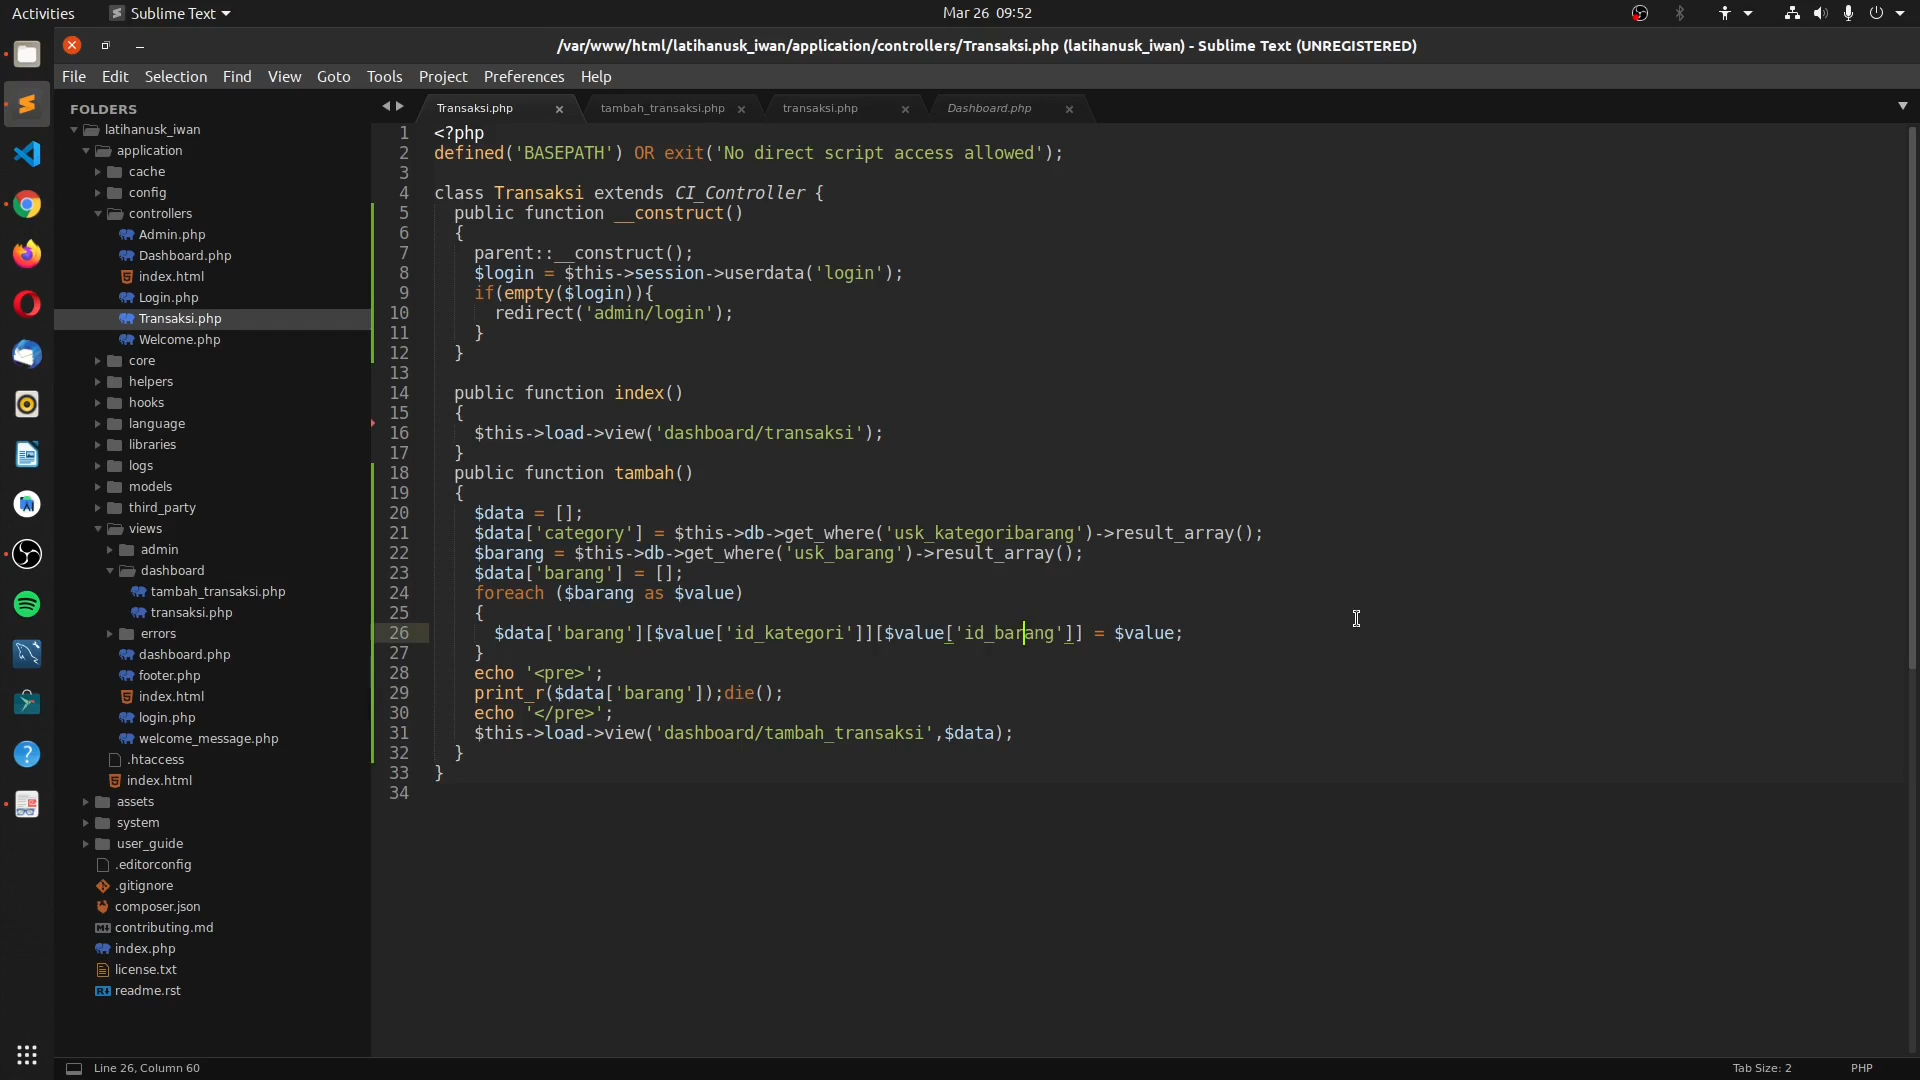 Activities
Sublime Text
Mar 26 09:52
/var/www/html/latihanusk_iwan/application/controllers/Transaksi.php (latihanusk_iwan) - Sublime Text (UNREGISTERED)
File Edit Selection Find View Goto Tools Project Preferences Help
FOLDERS
latihanusk_iwan
application
cache
config
controllers
Admin.php
Dashboard.php
index.html
Login.php
Transaksi.php
Welcome.php
core
helpers
hooks
language
libraries
logs
models
third_party
views
admin
dashboard
tambah_transaksi.php
transaksi.php
errors
dashboard.php
footer.php
index.html
login.php
welcome_message.php
.htaccess
index.html
assets
system
user_guide
.editorconfig
.gitignore
composer.json
contributing.md
index.php
license.txt
readme.rst
Transaksi.php tambah_transaksi.php transaksi.php Dashboard.php
1 <?php
2 defined('BASEPATH') OR exit('No direct script access allowed');
3
4 class Transaksi extends CI_Controller {
5 public function __construct()
6 {
7 parent::__construct();
8 $login = $this->session->userdata('login');
9 if(empty($login)){
10 redirect('admin/login');
11 }
12 }
13
14 public function index()
15 {
16 $this->load->view('dashboard/transaksi');
17 }
18 public function tambah()
19 {
20 $data = [];
21 $data['category'] = $this->db->get_where('usk_kategoribarang')->result_array();
22 $barang = $this->db->get_where('usk_barang')->result_array();
23 $data['barang'] = [];
24 foreach ($barang as $value)
25 {
26 $data['barang'][$value['id_kategori']][$value['id_barang']] = $value;
27 }
28 echo '<pre>';
29 print_r($data['barang']);die();
30 echo '</pre>';
31 $this->load->view('dashboard/tambah_transaksi',$data);
32 }
33 }
34
Line 26, Column 60
Tab Size: 2
PHP